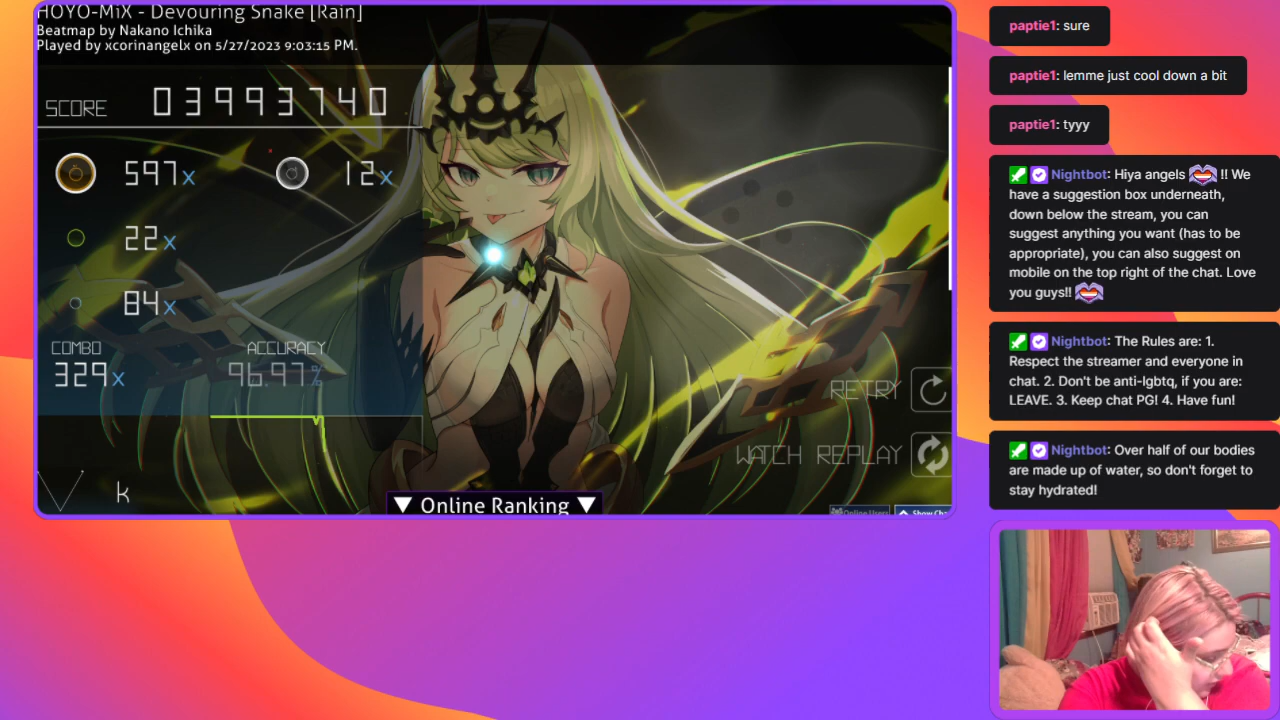 HOYO-MiX - Devouring Snake [Rain]
Beatmap by Nakano Ichika
Played by xcorinangelx on 5/27/2023 9:03:15 PM.
SCORE 03993740
597x 12x
22x
84x
COMBO ACCURACY
329x 96.97%
RETRY
WATCH REPLAY
k
▼ Online Ranking ▼
Online Users Show Cha
paptie1: sure
paptie1: lemme just cool down a bit
paptie1: tyyy
Nightbot: Hiya angels !! We
have a suggestion box underneath,
down below the stream, you can
suggest anything you want (has to be
appropriate), you can also suggest on
mobile on the top right of the chat. Love
you guys!!
Nightbot: The Rules are: 1.
Respect the streamer and everyone in
chat. 2. Don't be anti-lgbtq, if you are:
LEAVE. 3. Keep chat PG! 4. Have fun!
Nightbot: Over half of our bodies
are made up of water, so don't forget to
stay hydrated!